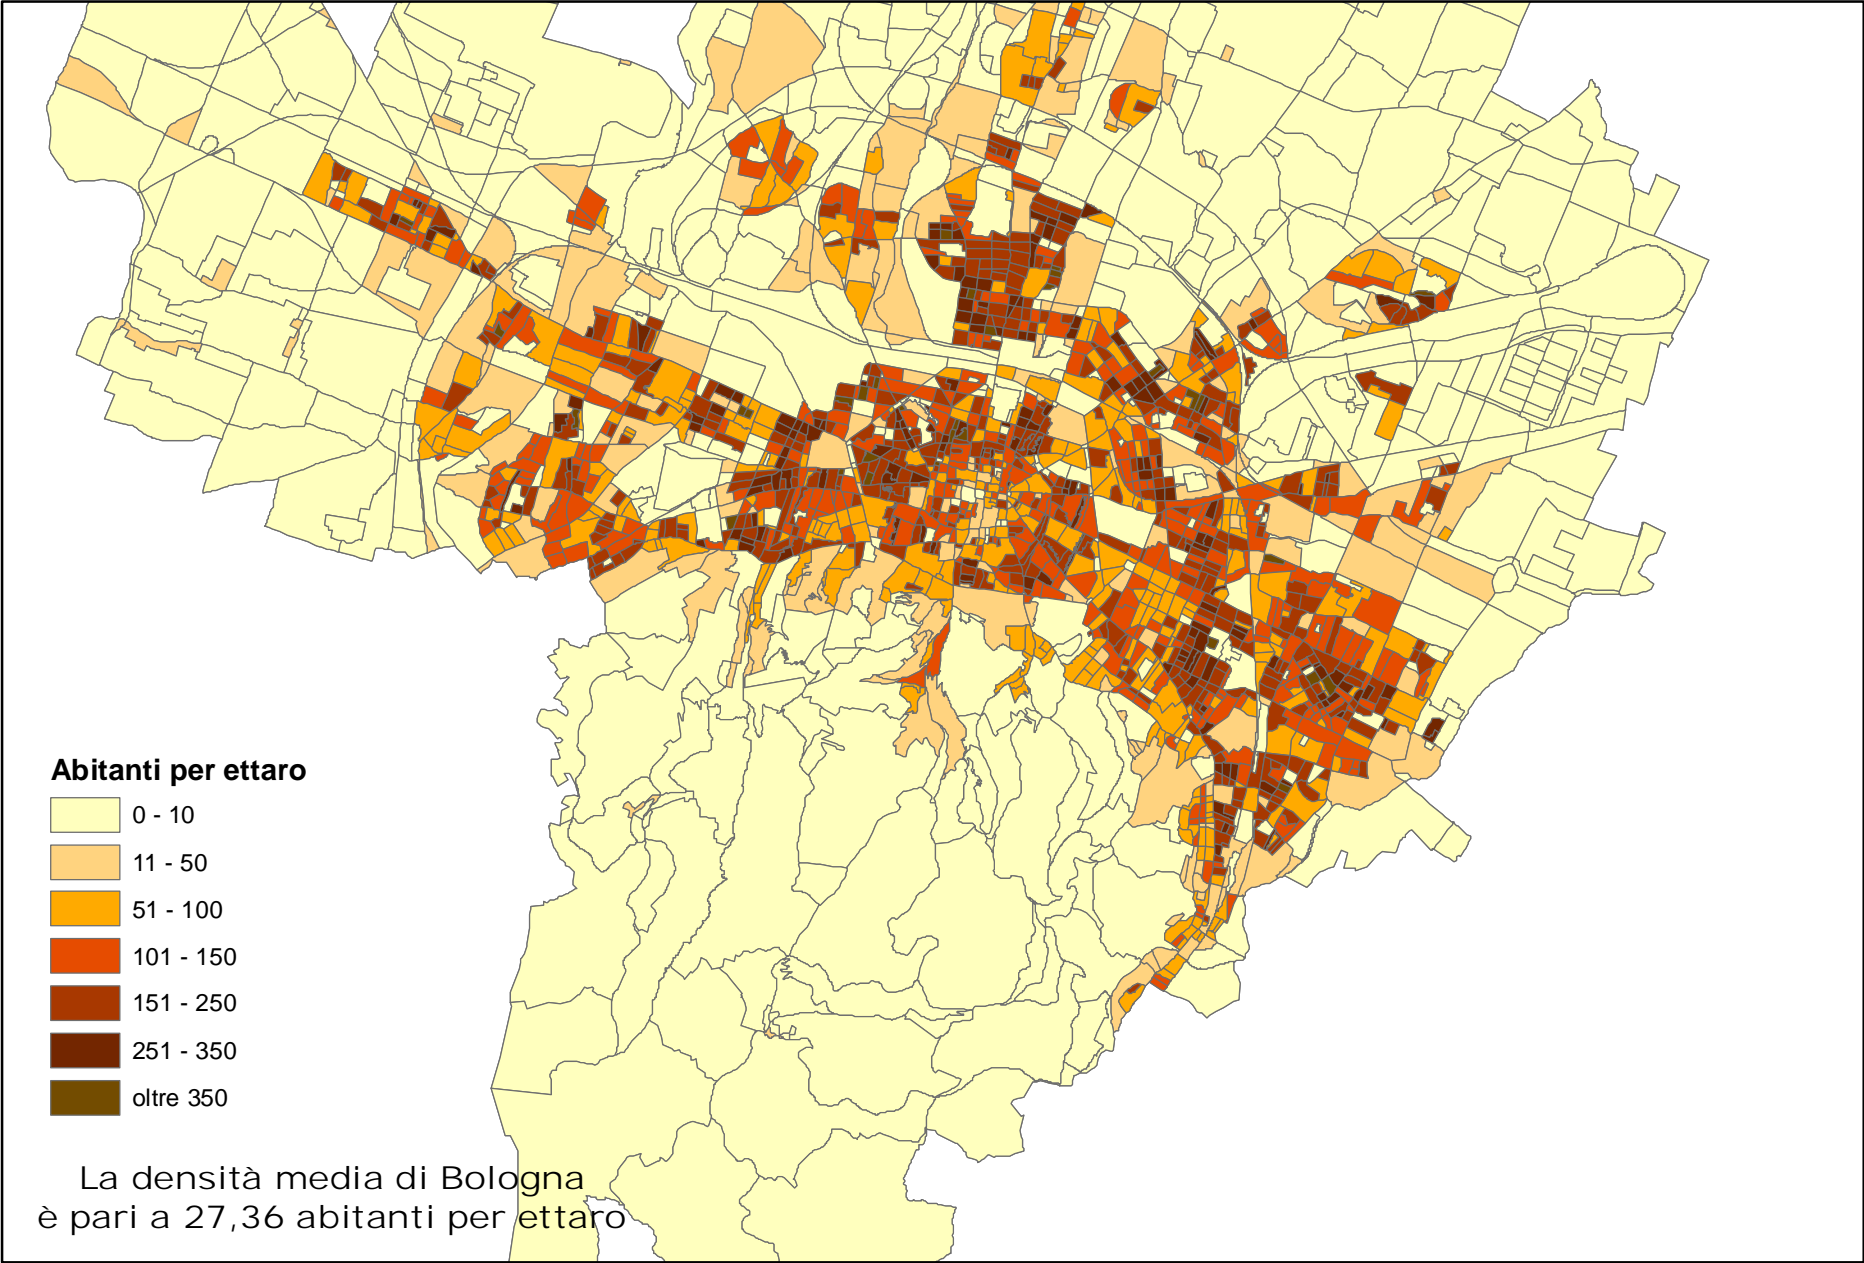 Abitanti per ettaro
0 - 10
11 - 50
51 - 100
101 - 150
151 - 250
251 - 350
oltre 350
La densità media di Bologna
è pari a 27,36 abitanti per ettaro